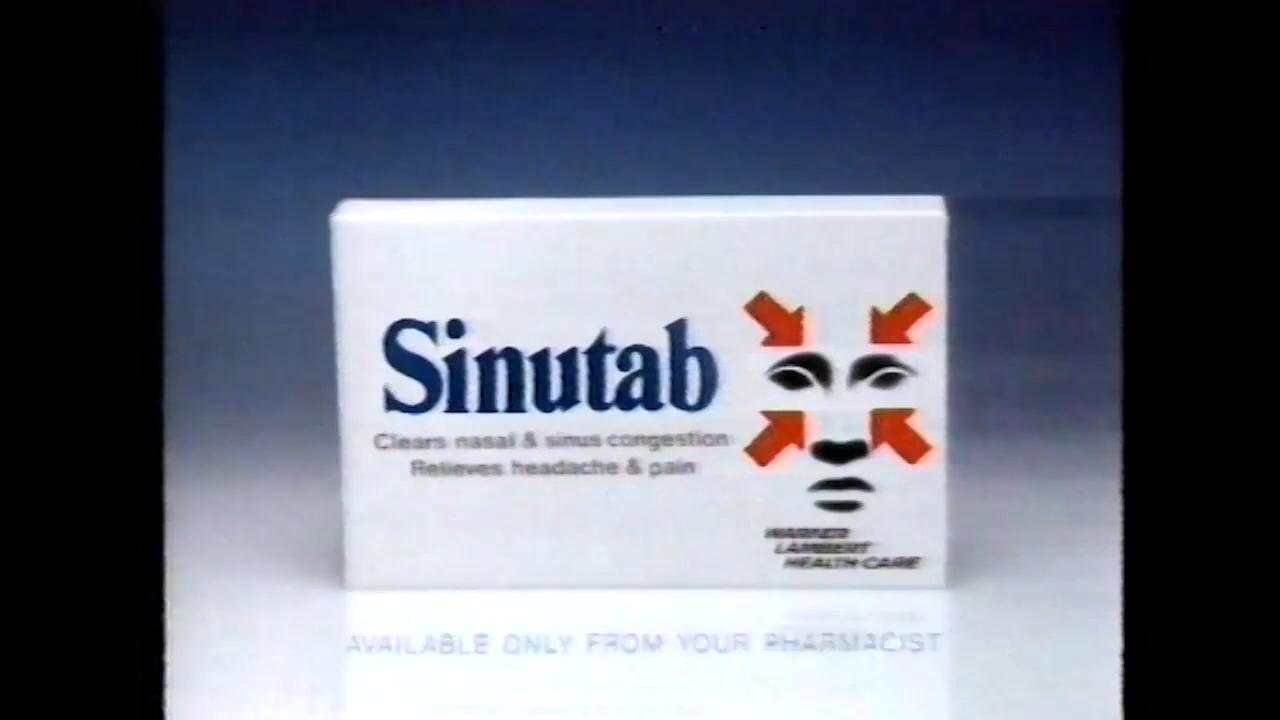 Sinutab
Clears nasal & sinus congestion
Relieves headache & pain
WARNER
LAMBERT
HEALTH CARE
AVAILABLE ONLY FROM YOUR PHARMACIST